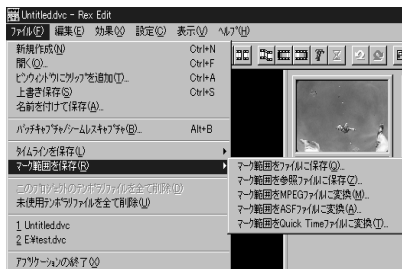 Untitled.dvc - Rex Edit
ファイル(F) 編集(E) 効果(X) 設定(C) 表示(V) ヘルプ(H)
新規作成(N) Ctrl+N
開く(O)... Ctrl+F
ビンウィンドウにクリップを追加(T)... Ctrl+A
上書き保存(S) Ctrl+S
名前を付けて保存(A)...
バッチキャプチャ/シームレスキャプチャ(B)... Alt+B
タイムラインを保存(L)
マーク範囲を保存(R)
このプロジェクトのテンポラリファイルを全て削除(D)
未使用テンポラリファイルを全て削除(U)
1 Untitled.dvc
2 E:¥test.dvc
アプリケーションの終了(X)
マーク範囲をファイルに保存(Q)...
マーク範囲を参照ファイルに保存(Z)...
マーク範囲をMPEGファイルに変換(M)...
マーク範囲をASFファイルに変換(A)...
マーク範囲をQuick Timeファイルに変換(T)...